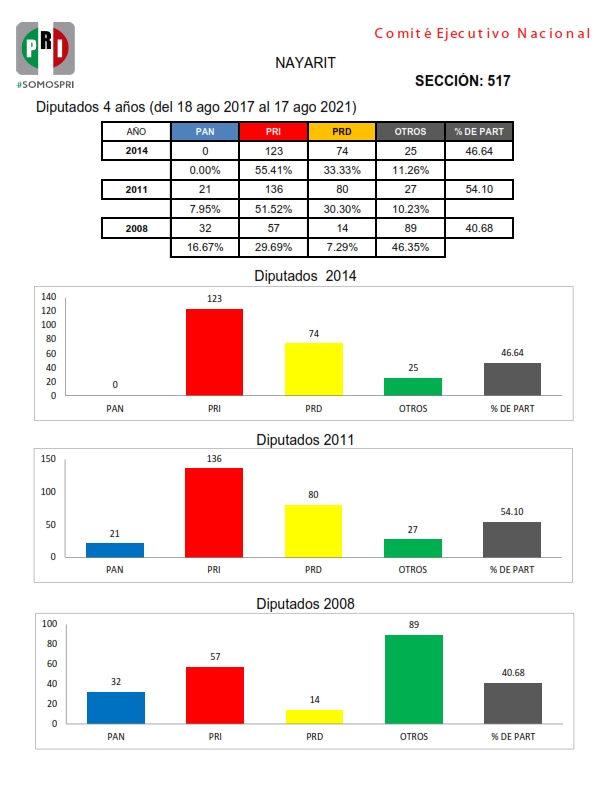 Comité Ejecutivo Nacional
PRI
#SOMOSPRI
NAYARIT
SECCIÓN: 517
Diputados 4 años (del 18 ago 2017 al 17 ago 2021)
AÑO PAN PRI PRD OTROS % DE PART
2014 0 123 74 25 46.64
0.00% 55.41% 33.33% 11.26%
2011 21 136 80 27 54.10
7.95% 51.52% 30.30% 10.23%
2008 32 57 14 89 40.68
16.67% 29.69% 7.29% 46.35%
Diputados 2014
140
120
100
80
60
40
20
0
0 123 74 25 46.64
PAN PRI PRD OTROS % DE PART
Diputados 2011
150
100
50
0
21 136 80 27 54.10
PAN PRI PRD OTROS % DE PART
Diputados 2008
100
80
60
40
20
0
32 57 14 89 40.68
PAN PRI PRD OTROS % DE PART